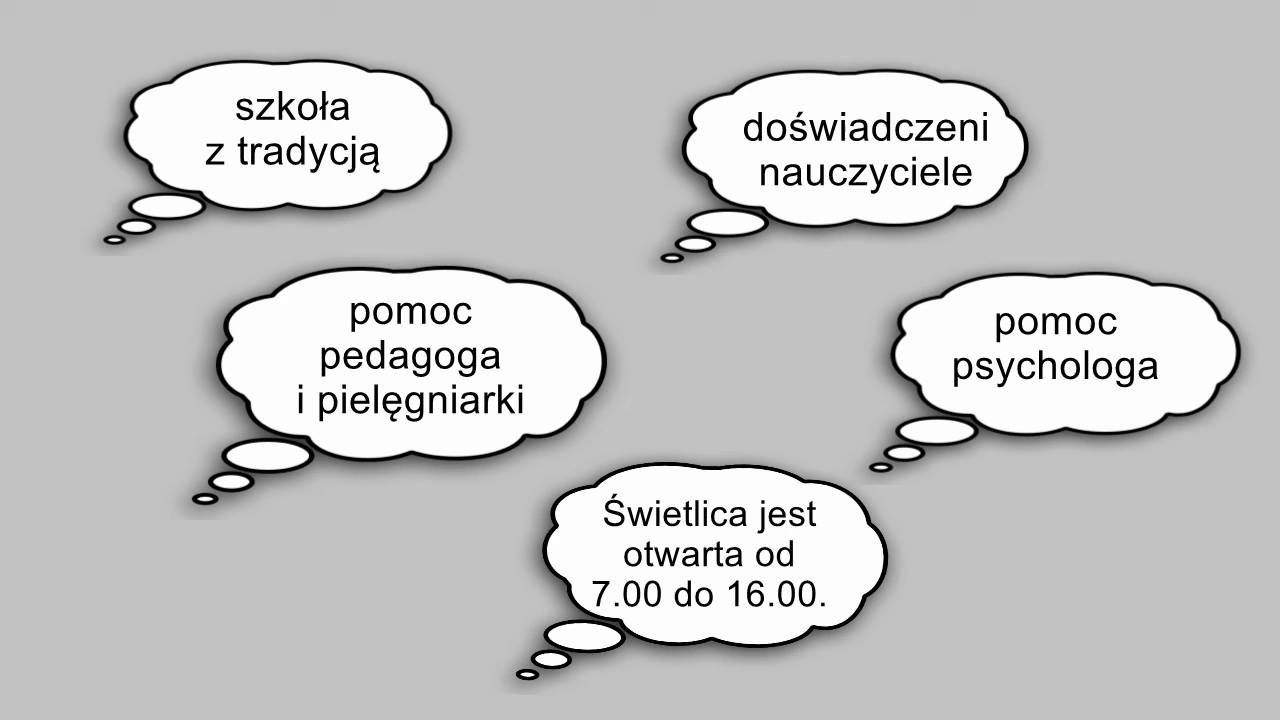 szkoła
z tradycją
doświadczeni
nauczyciele
pomoc
pedagoga
i pielęgniarki
pomoc
psychologa
Świetlica jest
otwarta od
7.00 do 16.00.